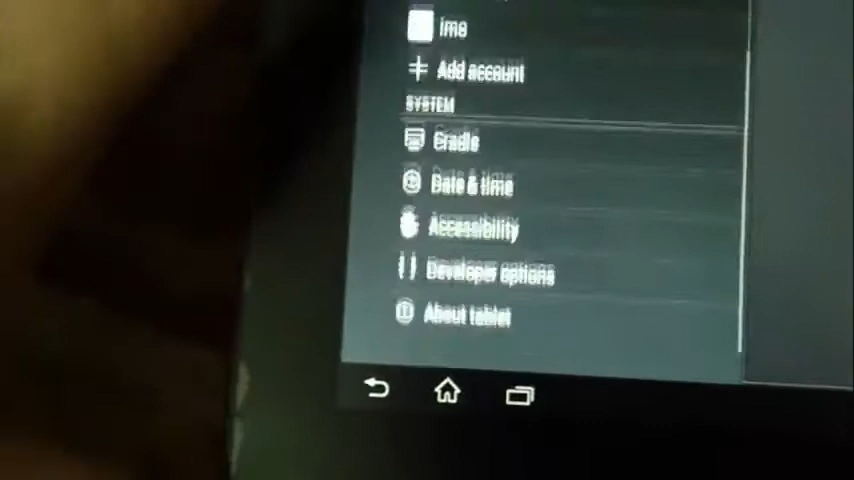 ime
Add account
SYSTEM
Cradle
Date & time
Accessibility
Developer options
About tablet